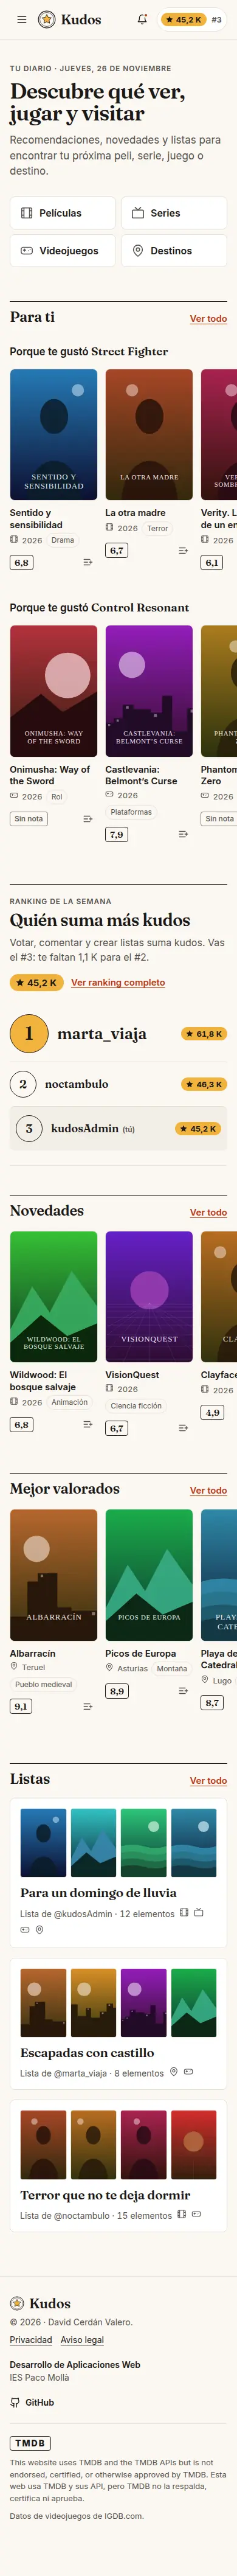 Kudos
45,2 K #3
TU DIARIO · JUEVES, 26 DE NOVIEMBRE
Descubre qué ver,
jugar y visitar
Recomendaciones, novedades y listas para
encontrar tu próxima peli, serie, juego o
destino.
Películas
Series
Videojuegos
Destinos
Para ti
Ver todo
Porque te gustó Street Fighter
SENTIDO Y
SENSIBILIDAD
LA OTRA MADRE
Sentido y
sensibilidad
2026 Drama
6,8
La otra madre
2026 Terror
6,7
Verity. L
de un en
2026
6,1
Porque te gustó Control Resonant
ONIMUSHA: WAY
OF THE SWORD
CASTLEVANIA:
BELMONT'S CURSE
Onimusha: Way of
the Sword
2026 Rol
Sin nota
Castlevania:
Belmont's Curse
2026
Plataformas
7,9
Phantom
Zero
2026
Sin nota
RANKING DE LA SEMANA
Quién suma más kudos
Votar, comentar y crear listas suma kudos. Vas
el #3: te faltan 1,1 K para el #2.
45,2 K
Ver ranking completo
1 marta_viaja 61,8 K
2 noctambulo 46,3 K
3 kudosAdmin (tú) 45,2 K
Novedades
Ver todo
WILDWOOD: EL
BOSQUE SALVAJE
VISIONQUEST
Wildwood: El
bosque salvaje
2026 Animación
6,8
VisionQuest
2026
Ciencia ficción
6,7
Clayface
2026
4,9
Mejor valorados
Ver todo
ALBARRACÍN
PICOS DE EUROPA
PLAY
CATE
Albarracín
Teruel
Pueblo medieval
9,1
Picos de Europa
Asturias Montaña
8,9
Playa de
Catedral
Lugo
8,7
Listas
Ver todo
Para un domingo de lluvia
Lista de @kudosAdmin · 12 elementos
Escapadas con castillo
Lista de @marta_viaja · 8 elementos
Terror que no te deja dormir
Lista de @noctambulo · 15 elementos
Kudos
© 2026 · David Cerdán Valero.
Privacidad Aviso legal
Desarrollo de Aplicaciones Web
IES Paco Mollà
GitHub
TMDB
This website uses TMDB and the TMDB APIs but is not
endorsed, certified, or otherwise approved by TMDB. Esta
web usa TMDB y sus API, pero TMDB no la respalda,
certifica ni aprueba.
Datos de videojuegos de IGDB.com.